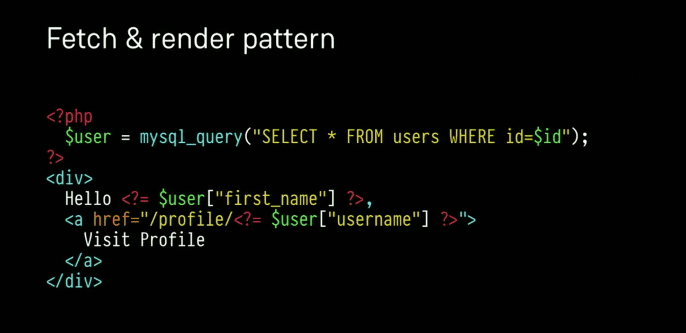 Fetch & render pattern
<?php
  $user = mysql_query("SELECT * FROM users WHERE id=$id");
?>
<div>
  Hello <?= $user["first_name"] ?>,
  <a href="/profile/<?= $user["username"] ?>">
    Visit Profile
  </a>
</div>